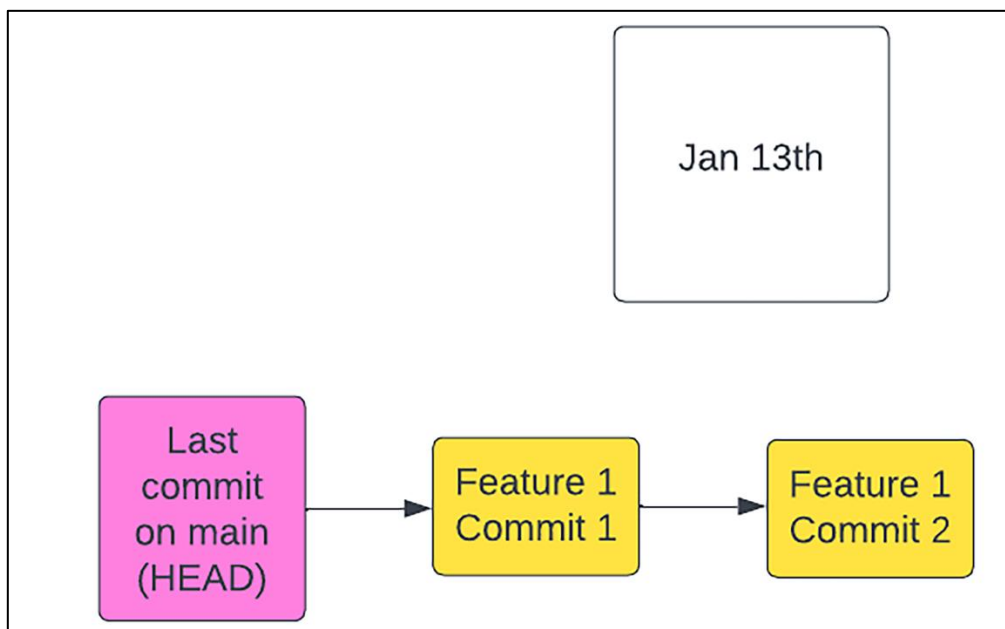 Jan 13th
Last
commit
on main
(HEAD)
Feature 1
Commit 1
Feature 1
Commit 2